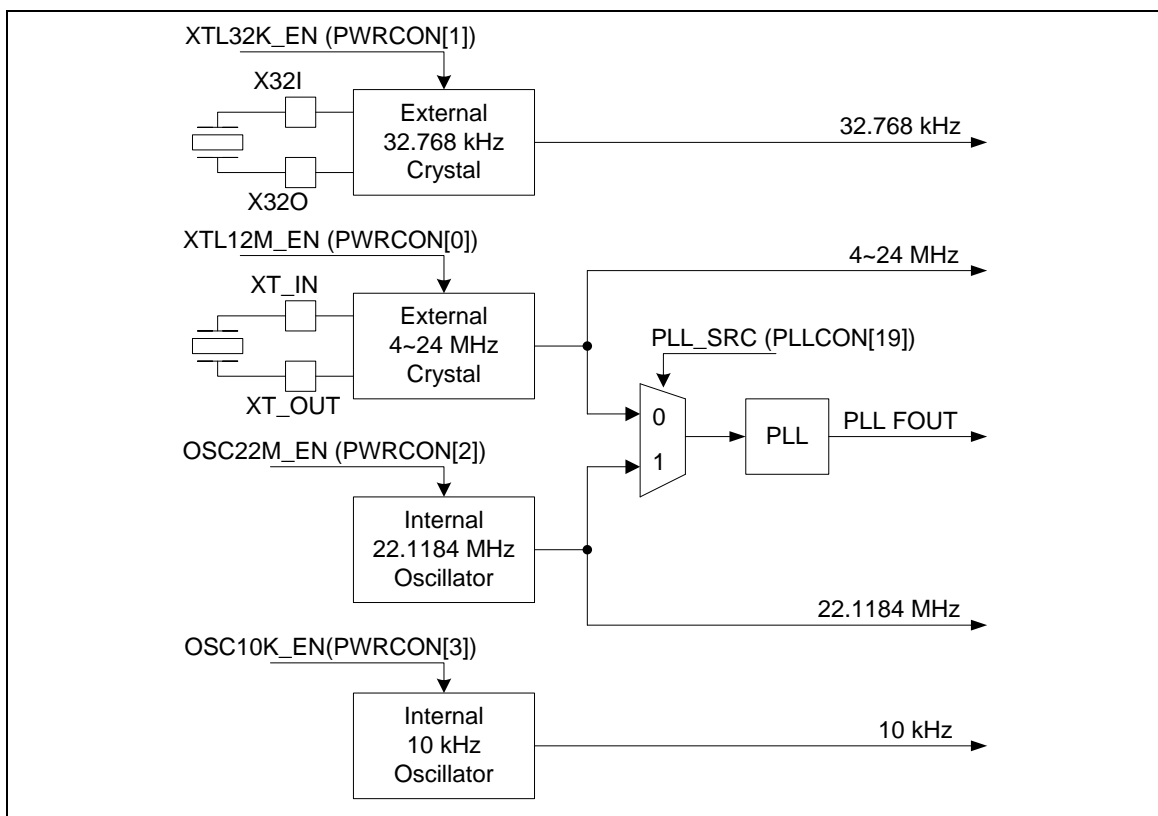 XTL32K_EN (PWRCON[1])
X32I
External
32.768 kHz
Crystal
32.768 kHz
X32O
XTL12M_EN (PWRCON[0])
4~24 MHz
XT_IN
External
4~24 MHz
Crystal
PLL_SRC (PLLCON[19])
XT_OUT
0
1
PLL
PLL FOUT
OSC22M_EN (PWRCON[2])
Internal
22.1184 MHz
Oscillator
22.1184 MHz
OSC10K_EN(PWRCON[3])
Internal
10 kHz
Oscillator
10 kHz